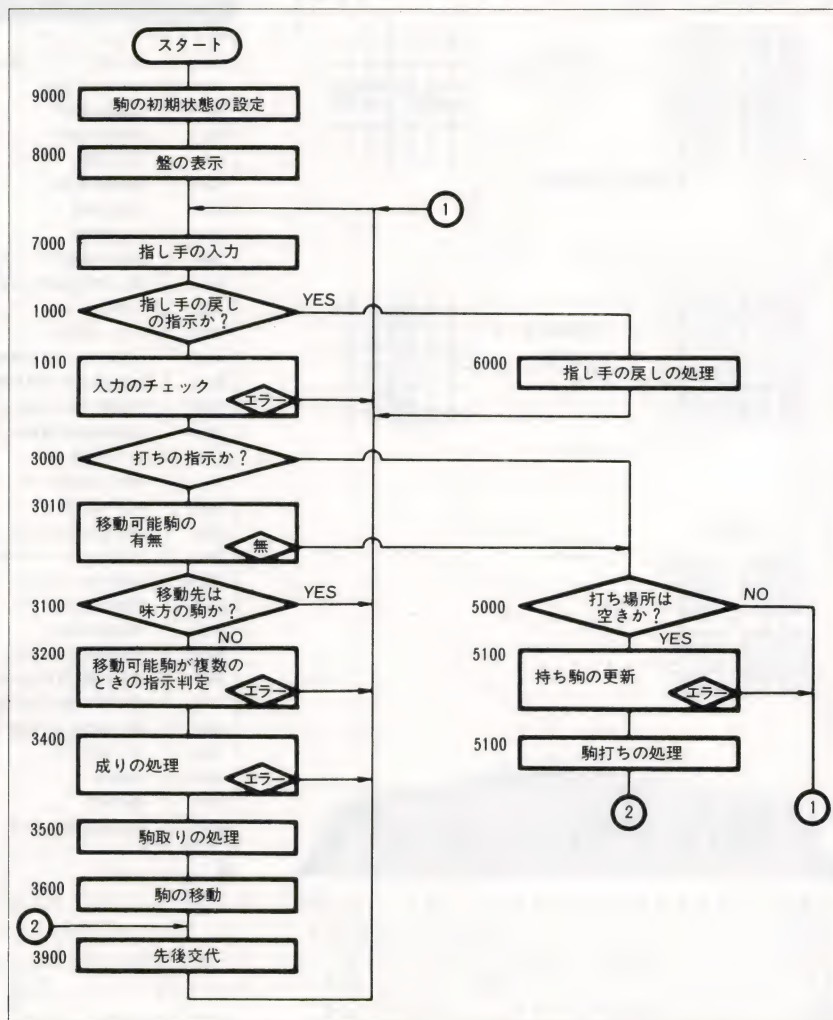 スタート
9000
駒の初期状態の設定
8000
盤の表示
1
7000
指し手の入力
1000
指し手の戻し
の指示か?
YES
1010
入力のチェック
エラー
6000
指し手の戻しの処理
3000
打ちの指示か?
3010
移動可能駒の
有無
無
3100
移動先は
味方の駒か?
YES
NO
5000
打ち場所は
空きか?
NO
YES
3200
移動可能駒が複数の
ときの指示判定
エラー
5100
持ち駒の更新
エラー
3400
成りの処理
エラー
5100
駒打ちの処理
2
1
3500
駒取りの処理
3600
駒の移動
2
3900
先後交代